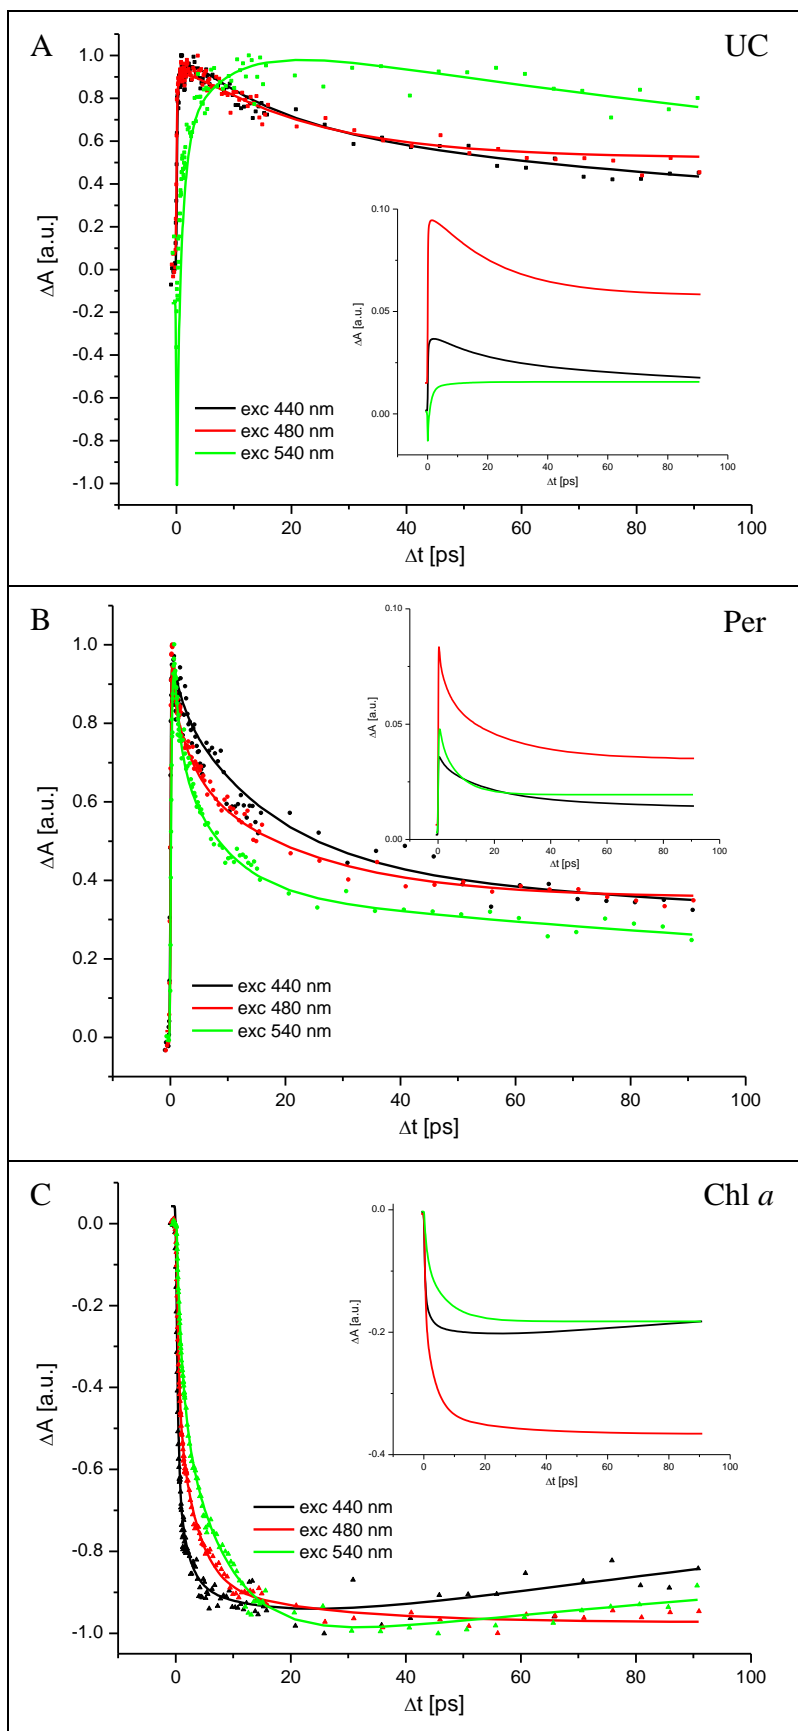 A
UC
1.0
0.8
0.6
0.4
0.2
0.0
-0.2
-0.4
-0.6
-0.8
-1.0
ΔA [a.u.]
0 20 40 60 80 100
Δt [ps]
exc 440 nm
exc 480 nm
exc 540 nm
0.10
0.05
0.00
ΔA [a.u.]
0 20 40 60 80 100
Δt [ps]
B
Per
1.0
0.8
0.6
0.4
0.2
0.0
ΔA [a.u.]
0 20 40 60 80 100
Δt [ps]
exc 440 nm
exc 480 nm
exc 540 nm
0.10
0.05
0.00
ΔA [a.u.]
0 20 40 60 80 100
Δt [ps]
C
Chl a
0.0
-0.2
-0.4
-0.6
-0.8
-1.0
ΔA [a.u.]
0 20 40 60 80 100
Δt [ps]
exc 440 nm
exc 480 nm
exc 540 nm
0.0
-0.2
-0.4
ΔA [a.u.]
0 20 40 60 80 100
Δt [ps]